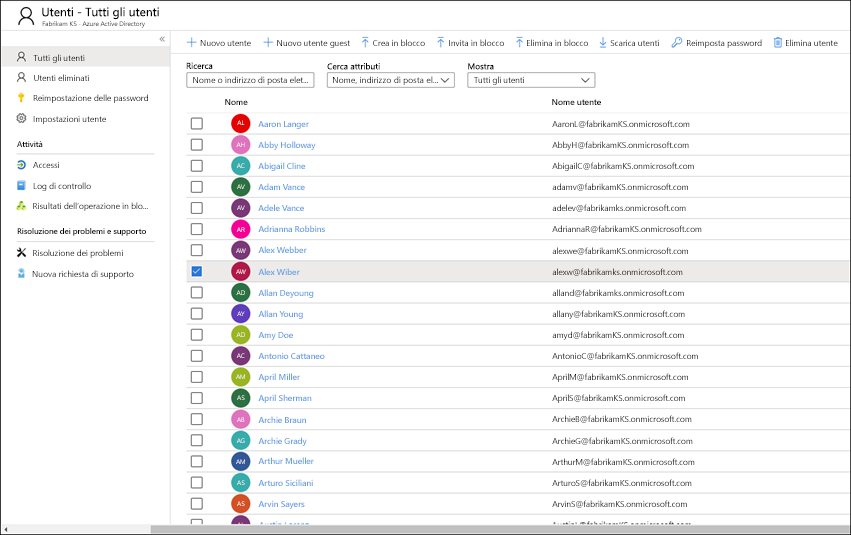 Utenti - Tutti gli utenti
Fabrikam KS - Azure Active Directory
«
Tutti gli utenti
Utenti eliminati
Reimpostazione delle password
Impostazioni utente
Attività
Accessi
Log di controllo
Risultati dell'operazione in blo...
Risoluzione dei problemi e supporto
Risoluzione dei problemi
Nuova richiesta di supporto
Nuovo utente Nuovo utente guest Crea in blocco Invita in blocco Elimina in blocco Scarica utenti Reimposta password Elimina utente
Ricerca Cerca attributi Mostra
Nome o indirizzo di posta elet... Nome, indirizzo di posta el... Tutti gli utenti
Nome Nome utente
AL Aaron Langer AaronL@fabrikamKS.onmicrosoft.com
AH Abby Holloway AbbyH@fabrikamKS.onmicrosoft.com
AC Abigail Cline AbigailC@fabrikamKS.onmicrosoft.com
AV Adam Vance adamv@fabrikamKS.onmicrosoft.com
AV Adele Vance adelev@fabrikamks.onmicrosoft.com
AR Adrianna Robbins AdriannaR@fabrikamKS.onmicrosoft.com
AW Alex Webber alexwe@fabrikamKS.onmicrosoft.com
AW Alex Wiber alexw@fabrikamks.onmicrosoft.com
AD Allan Deyoung alland@fabrikamks.onmicrosoft.com
AY Allan Young allany@fabrikamKS.onmicrosoft.com
AD Amy Doe amyd@fabrikamKS.onmicrosoft.com
AC Antonio Cattaneo AntonioC@fabrikamKS.onmicrosoft.com
AM April Miller AprilM@fabrikamKS.onmicrosoft.com
AS April Sherman AprilS@fabrikamKS.onmicrosoft.com
AB Archie Braun ArchieB@fabrikamKS.onmicrosoft.com
AG Archie Grady ArchieG@fabrikamKS.onmicrosoft.com
AM Arthur Mueller ArthurM@fabrikamKS.onmicrosoft.com
AS Arturo Siciliani ArturoS@fabrikamKS.onmicrosoft.com
AS Arvin Sayers ArvinS@fabrikamKS.onmicrosoft.com